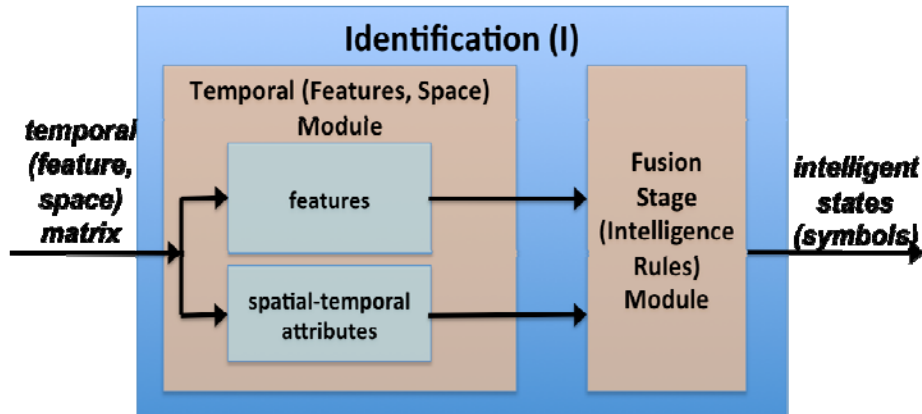 Identification (I)
Temporal (Features, Space)
Module
temporal
(feature,
space)
matrix
features
spatial-temporal
attributes
Fusion
Stage
(Intelligence
Rules)
Module
intelligent
states
(symbols)